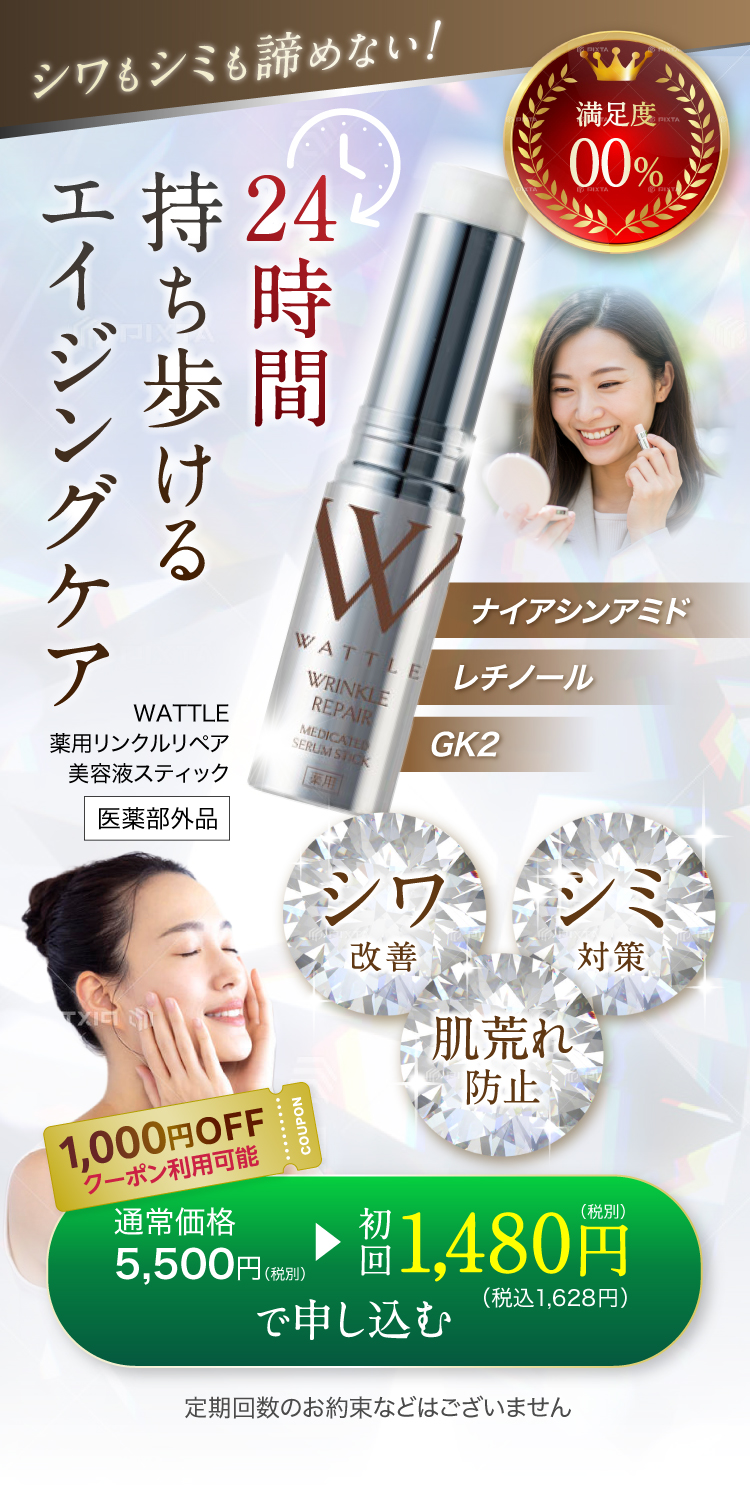 シワもシミも諦めない!
満足度
00%
24時間
持ち歩ける
エイジングケア
W
WATTLE
WRINKLE
REPAIR
MEDICATED
SERUM STICK
薬用
ナイアシンアミド
レチノール
GK2
WATTLE
薬用リンクルリペア
美容液スティック
医薬部外品
シワ
改善
シミ
対策
肌荒れ
防止
1,000円OFF
クーポン利用可能
COUPON
通常価格
5,500円(税別)
初回1,480円(税別)
(税込1,628円)
で申し込む
定期回数のお約束などはございません
PIXTA